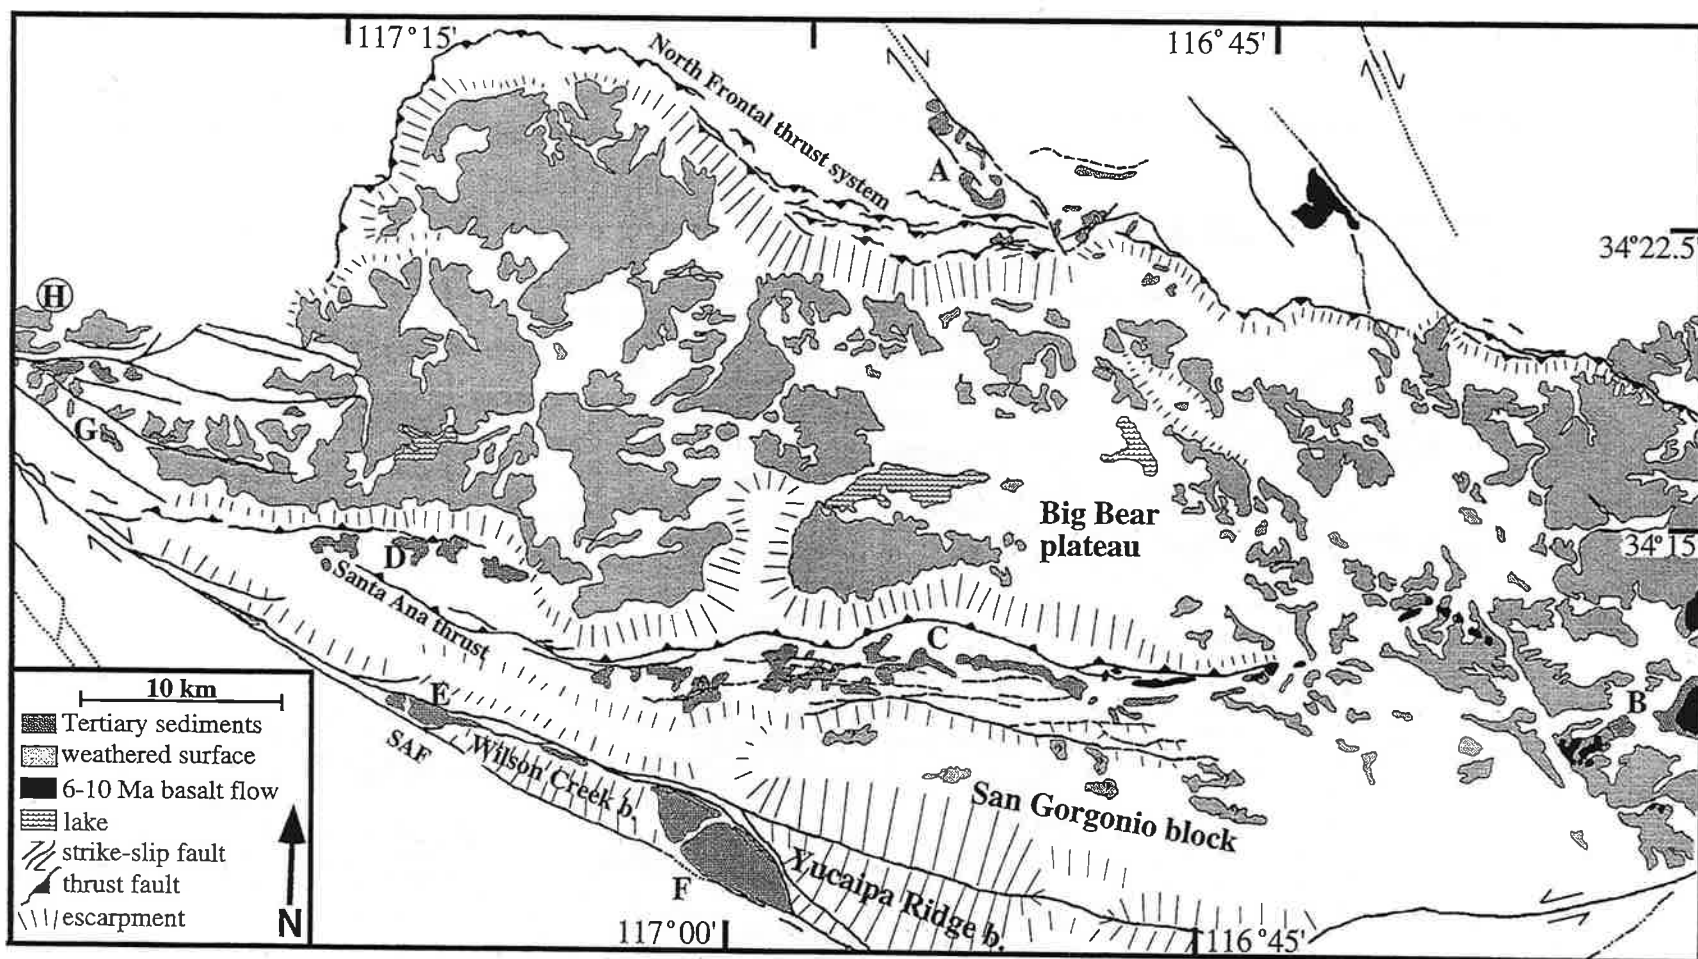 117°15'
116°45'
North Frontal thrust system
A
34°22.5'
H
G
Big Bear
plateau
34°15'
D
Santa Ana thrust
C
B
E
10 km
Tertiary sediments
weathered surface
6-10 Ma basalt flow
lake
strike-slip fault
thrust fault
escarpment
N
SAF
Wilson Creek b.
San Gorgonio block
Yucaipa Ridge b.
F
117°00'
116°45'